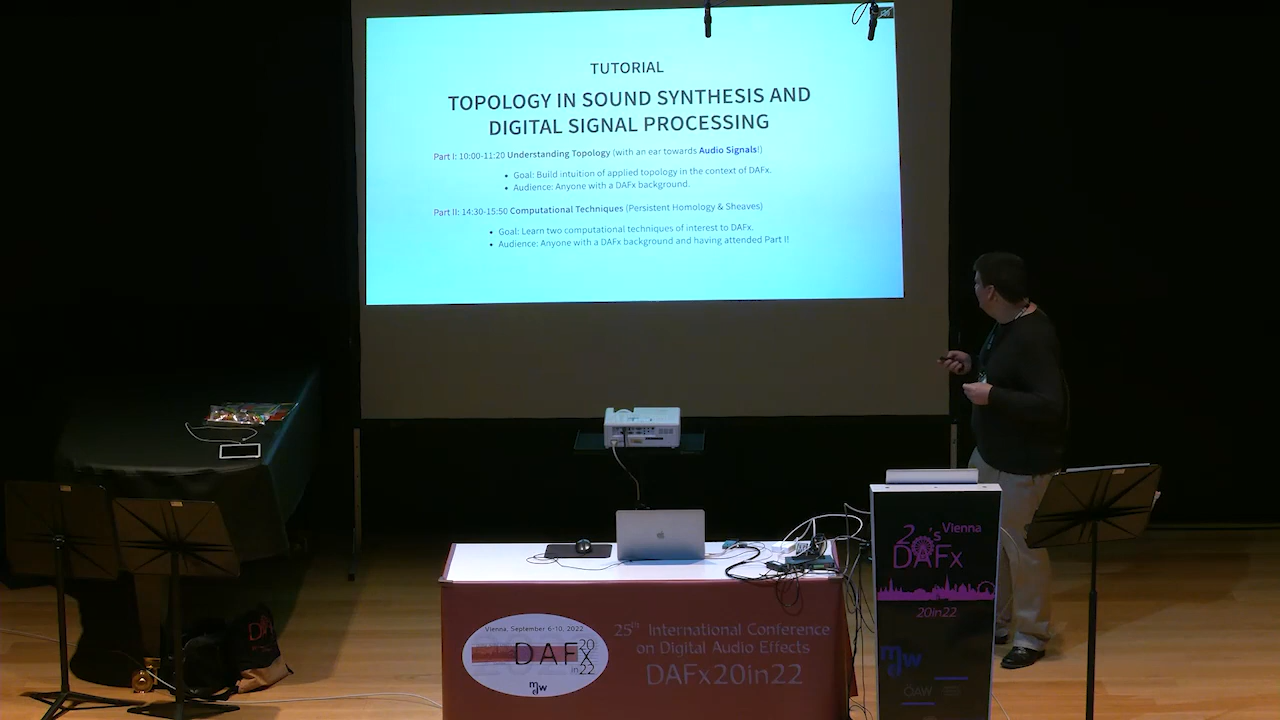 TUTORIAL
TOPOLOGY IN SOUND SYNTHESIS AND
DIGITAL SIGNAL PROCESSING
Part I: 10:00-11:20 Understanding Topology (with an ear towards Audio Signals!)
• Goal: Build intuition of applied topology in the context of DAFx.
• Audience: Anyone with a DAFx background.
Part II: 14:30-15:50 Computational Techniques (Persistent Homology & Sheaves)
• Goal: Learn two computational techniques of interest to DAFx.
• Audience: Anyone with a DAFx background and having attended Part I!
Vienna, September 6-10, 2022
DAFx
20
in22
mdw
25th International Conference
on Digital Audio Effects
DAFx20in22
Vienna
DAFx
20in22
mdw
ÖAW